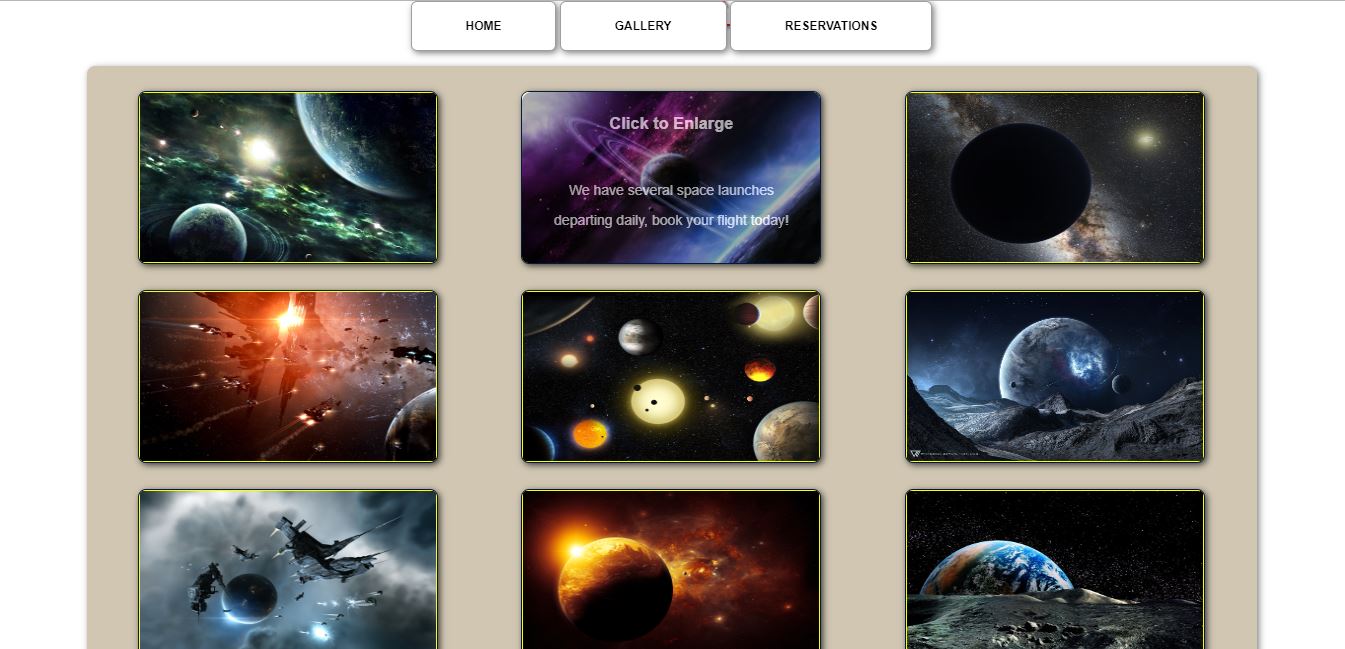 HOME
GALLERY
RESERVATIONS
Click to Enlarge
We have several space launches
departing daily, book your flight today!